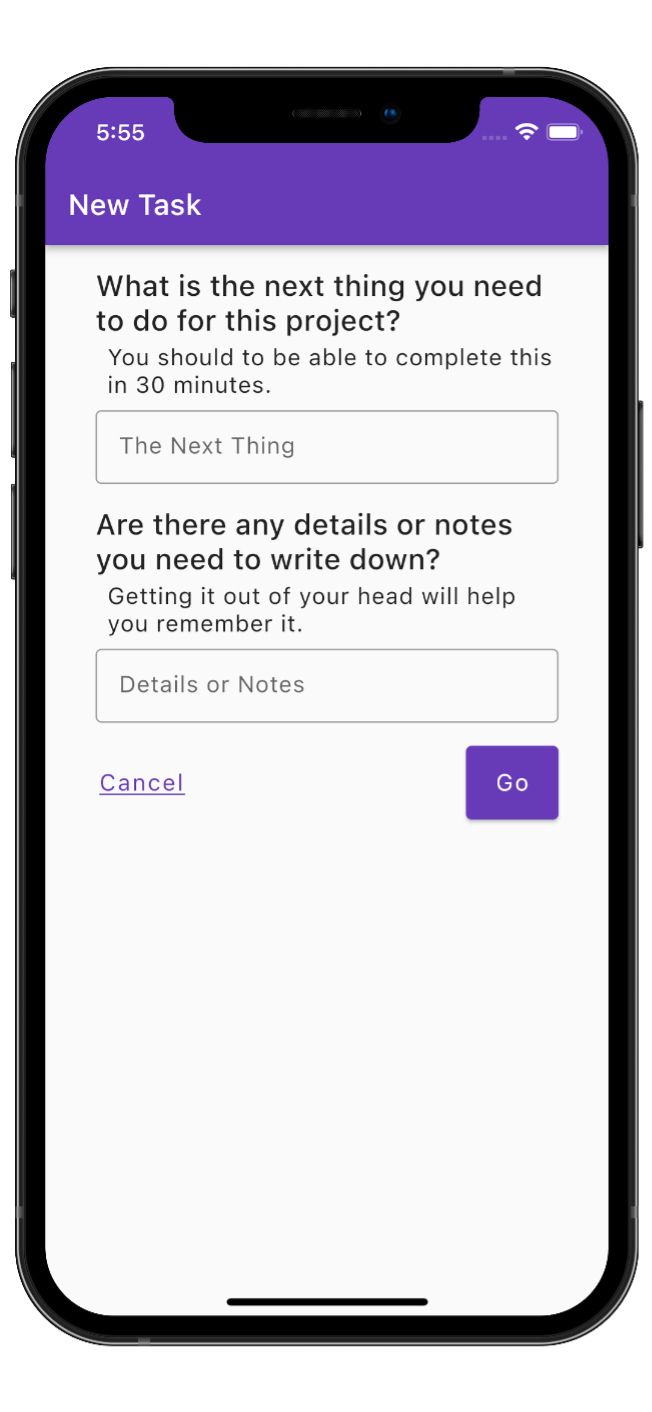 5:55
New Task
What is the next thing you need
to do for this project?
You should to be able to complete this
in 30 minutes.
The Next Thing
Are there any details or notes
you need to write down?
Getting it out of your head will help
you remember it.
Details or Notes
Cancel
Go